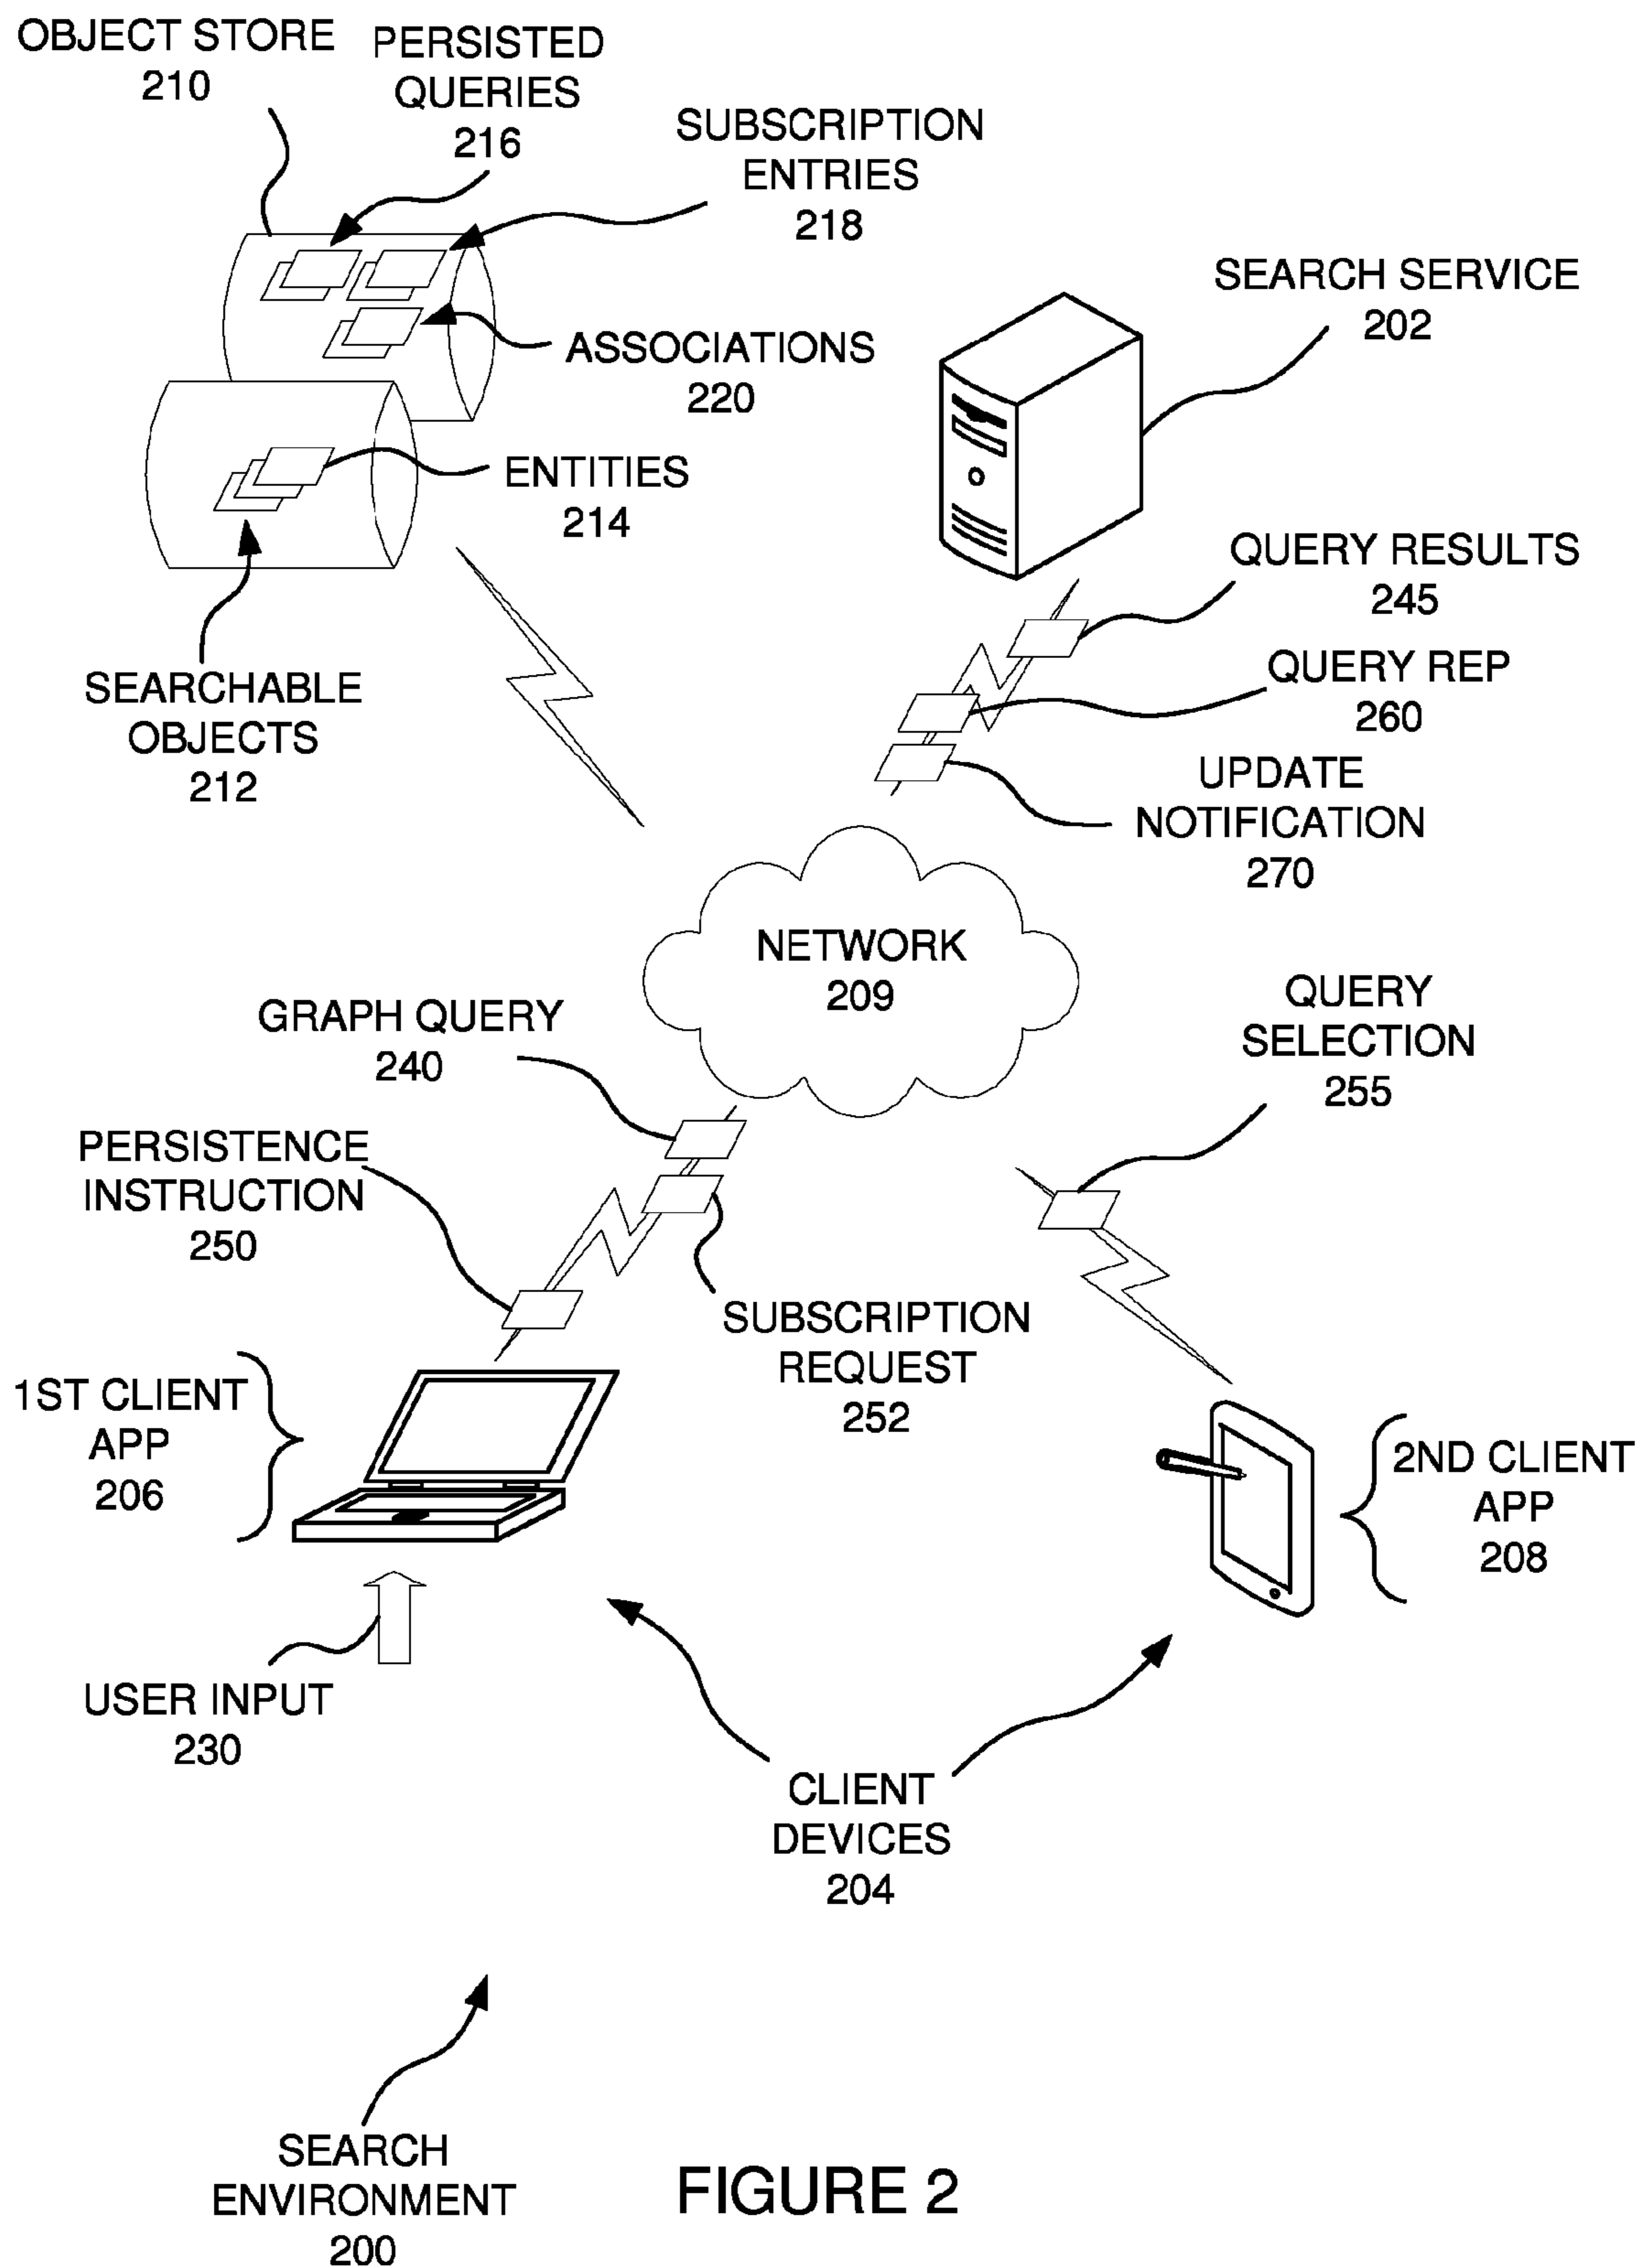 OBJECT STORE
210
PERSISTED
QUERIES
216
SUBSCRIPTION
ENTRIES
218
SEARCH SERVICE
202
ASSOCIATIONS
220
ENTITIES
214
QUERY RESULTS
245
QUERY REP
260
SEARCHABLE
OBJECTS
212
UPDATE
NOTIFICATION
270
NETWORK
209
GRAPH QUERY
240
QUERY
SELECTION
255
PERSISTENCE
INSTRUCTION
250
SUBSCRIPTION
REQUEST
252
1ST CLIENT
APP
206
2ND CLIENT
APP
208
USER INPUT
230
CLIENT
DEVICES
204
SEARCH
ENVIRONMENT
200
FIGURE 2